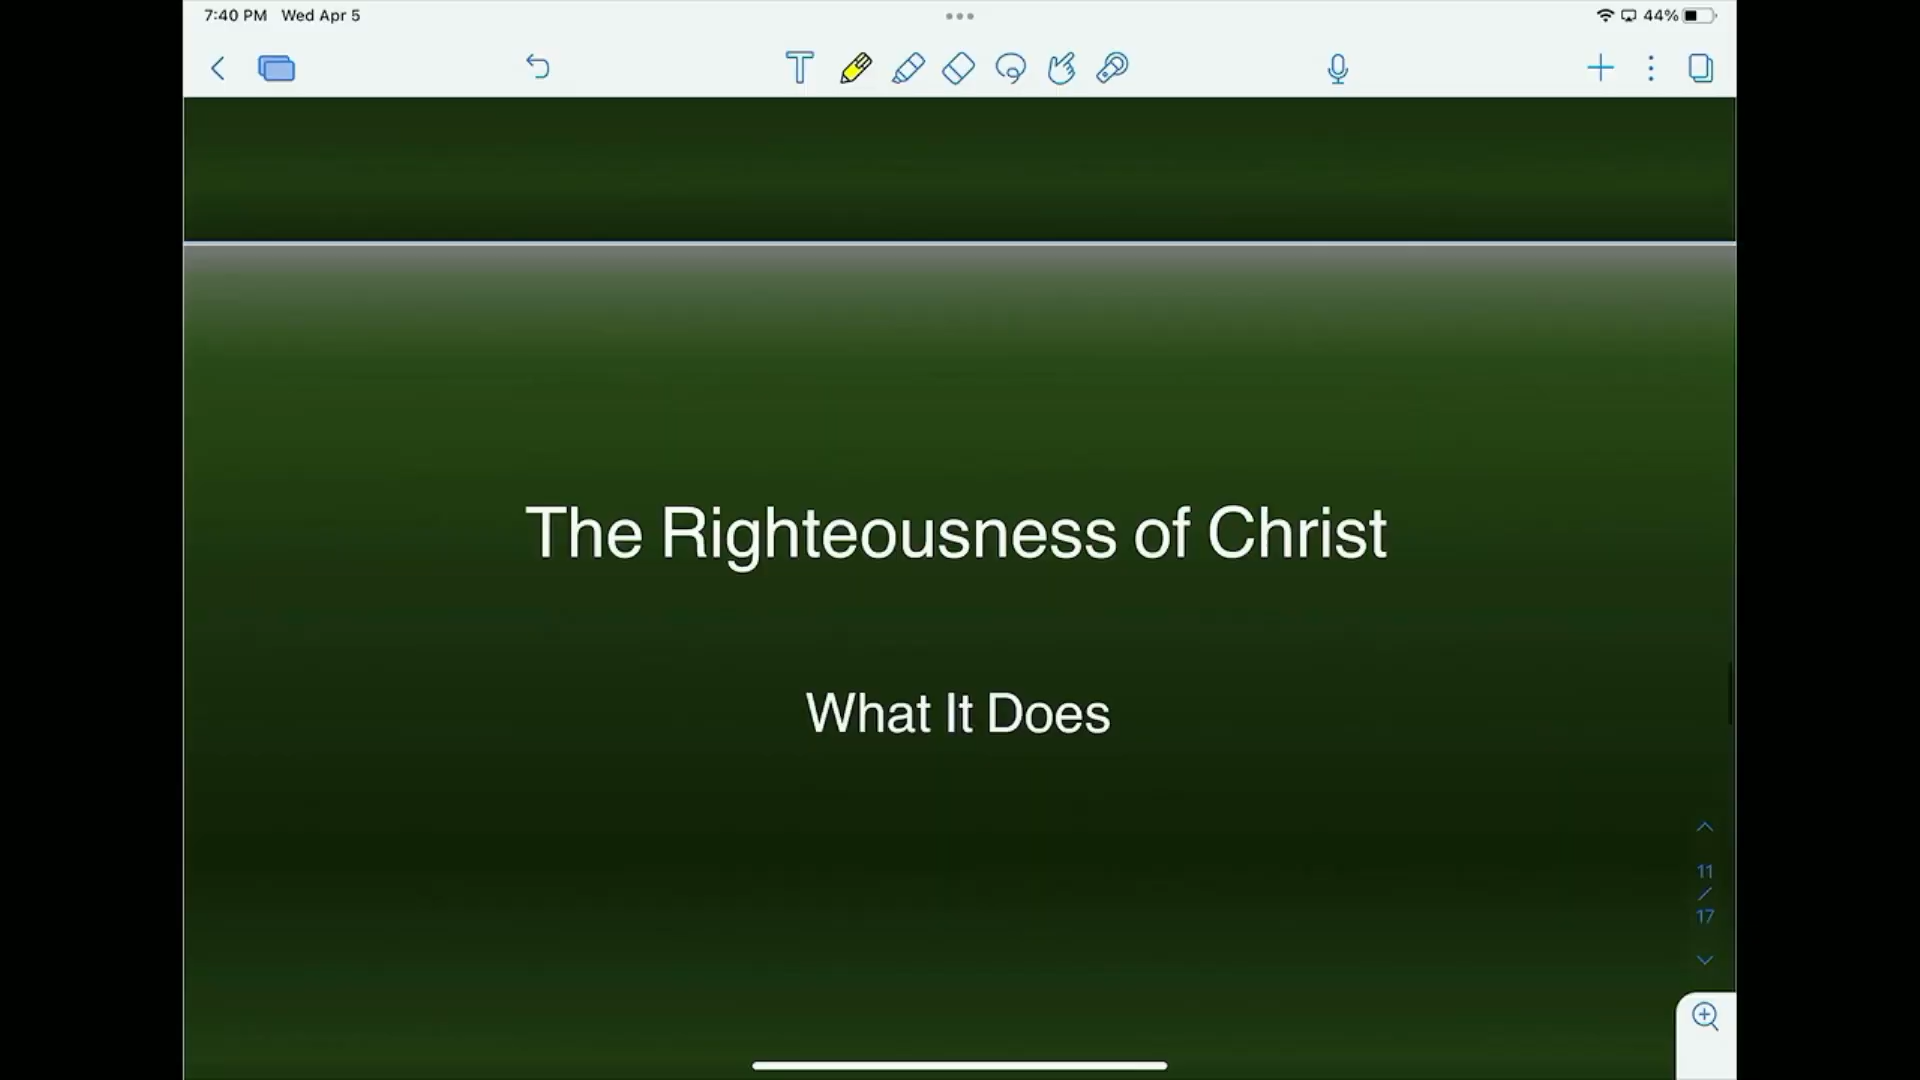 7:40 PM Wed Apr 5
44%
The Righteousness of Christ
What It Does
11
/
17